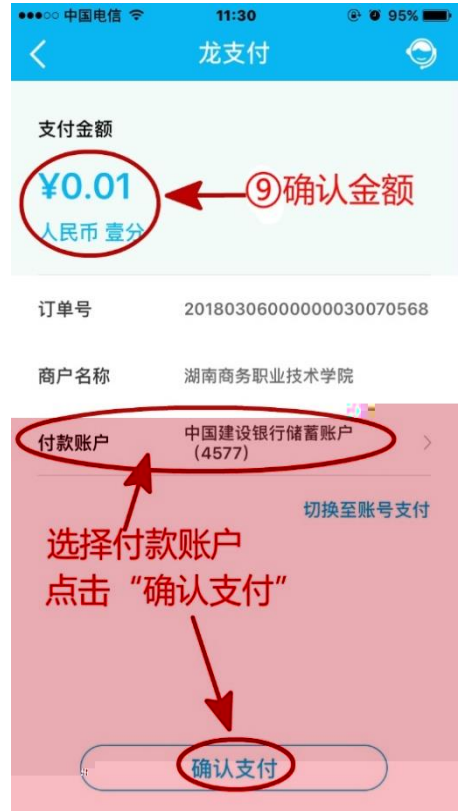 中国电信 11:30 95%
龙支付
支付金额
¥0.01
⑨确认金额
人民币 壹分
订单号 20180306000000030070568
商户名称 湖南商务职业技术学院
付款账户 中国建设银行储蓄账户
(4577)
切换至账号支付
选择付款账户
点击“确认支付”
确认支付